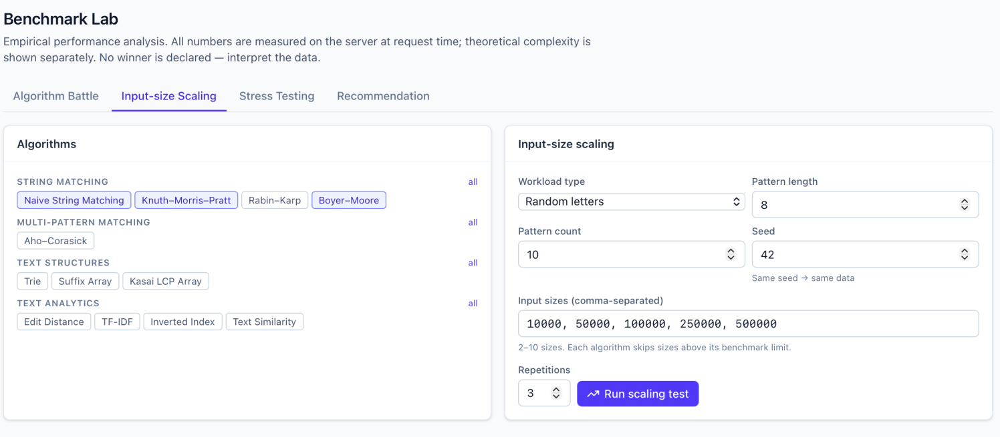 Benchmark Lab
Empirical performance analysis. All numbers are measured on the server at request time; theoretical complexity is
shown separately. No winner is declared — interpret the data.
Algorithm Battle
Input-size Scaling
Stress Testing
Recommendation
Algorithms
STRING MATCHING
all
Naive String Matching
Knuth–Morris–Pratt
Rabin–Karp
Boyer–Moore
MULTI-PATTERN MATCHING
all
Aho–Corasick
TEXT STRUCTURES
all
Trie
Suffix Array
Kasai LCP Array
TEXT ANALYTICS
all
Edit Distance
TF-IDF
Inverted Index
Text Similarity
Input-size scaling
Workload type
Random letters
Pattern length
8
Pattern count
10
Seed
42
Same seed → same data
Input sizes (comma-separated)
10000, 50000, 100000, 250000, 500000
2–10 sizes. Each algorithm skips sizes above its benchmark limit.
Repetitions
3
Run scaling test